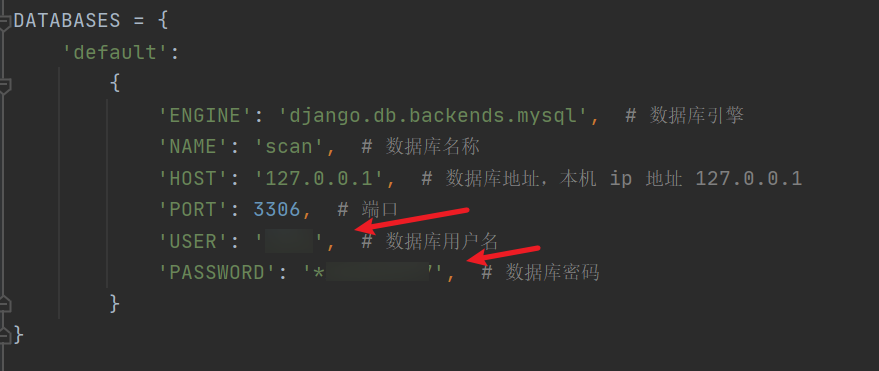 DATABASES = {
'default':
{
'ENGINE': 'django.db.backends.mysql', # 数据库引擎
'NAME': 'scan', # 数据库名称
'HOST': '127.0.0.1', # 数据库地址，本机 ip 地址 127.0.0.1
'PORT': 3306, # 端口
'USER': '', # 数据库用户名
'PASSWORD': '*', # 数据库密码
}
}